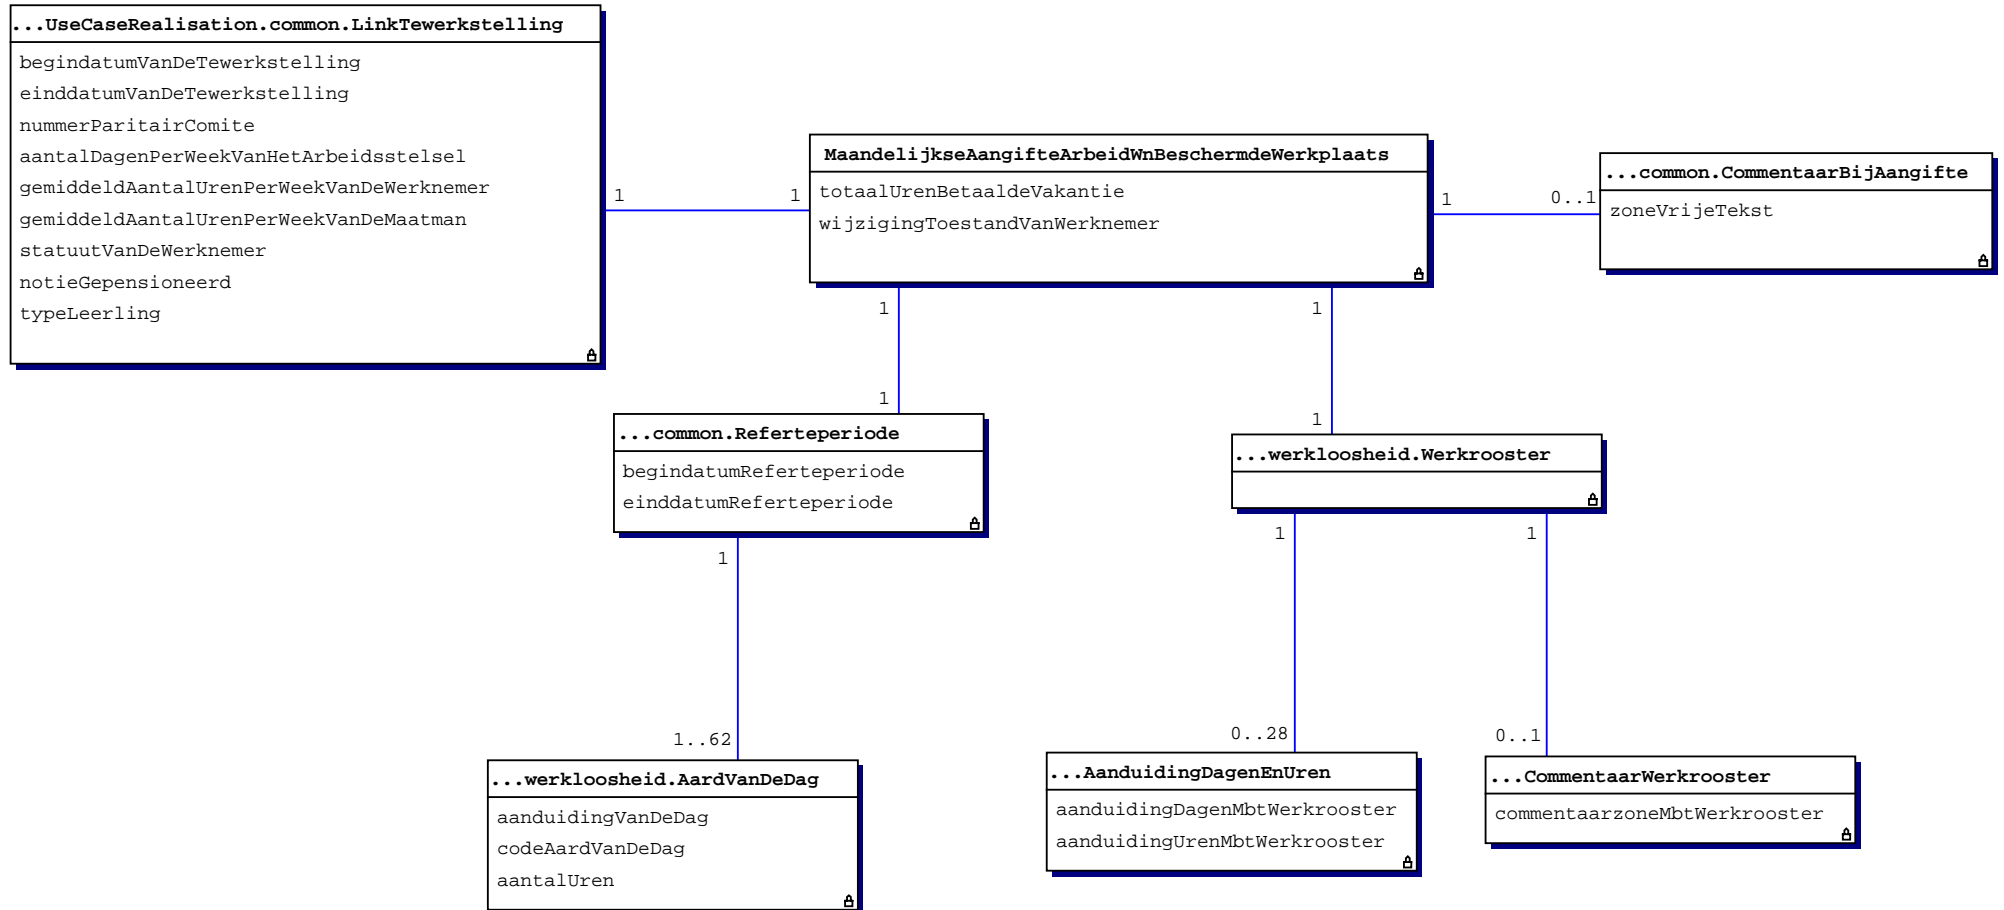 ...UseCaseRealisation.common.LinkTewerkstelling
begindatumVanDeTewerkstelling
einddatumVanDeTewerkstelling
nummerParitairComite
aantalDagenPerWeekVanHetArbeidsstelsel
gemiddeldAantalUrenPerWeekVanDeWerknemer
gemiddeldAantalUrenPerWeekVanDeMaatman
statuutVanDeWerknemer
notieGepensioneerd
typeLeerling
1
1
MaandelijkseAangifteArbeidWnBeschermdeWerkplaats
totaalUrenBetaaldeVakantie
wijzigingToestandVanWerknemer
1
0..1
...common.CommentaarBijAangifte
zoneVrijeTekst
1
1
1
1
...common.Referteperiode
begindatumReferteperiode
einddatumReferteperiode
...werkloosheid.Werkrooster
1
1
1
1..62
0..28
0..1
...werkloosheid.AardVanDeDag
aanduidingVanDeDag
codeAardVanDeDag
aantalUren
...AanduidingDagenEnUren
aanduidingDagenMbtWerkrooster
aanduidingUrenMbtWerkrooster
...CommentaarWerkrooster
commentaarzoneMbtWerkrooster